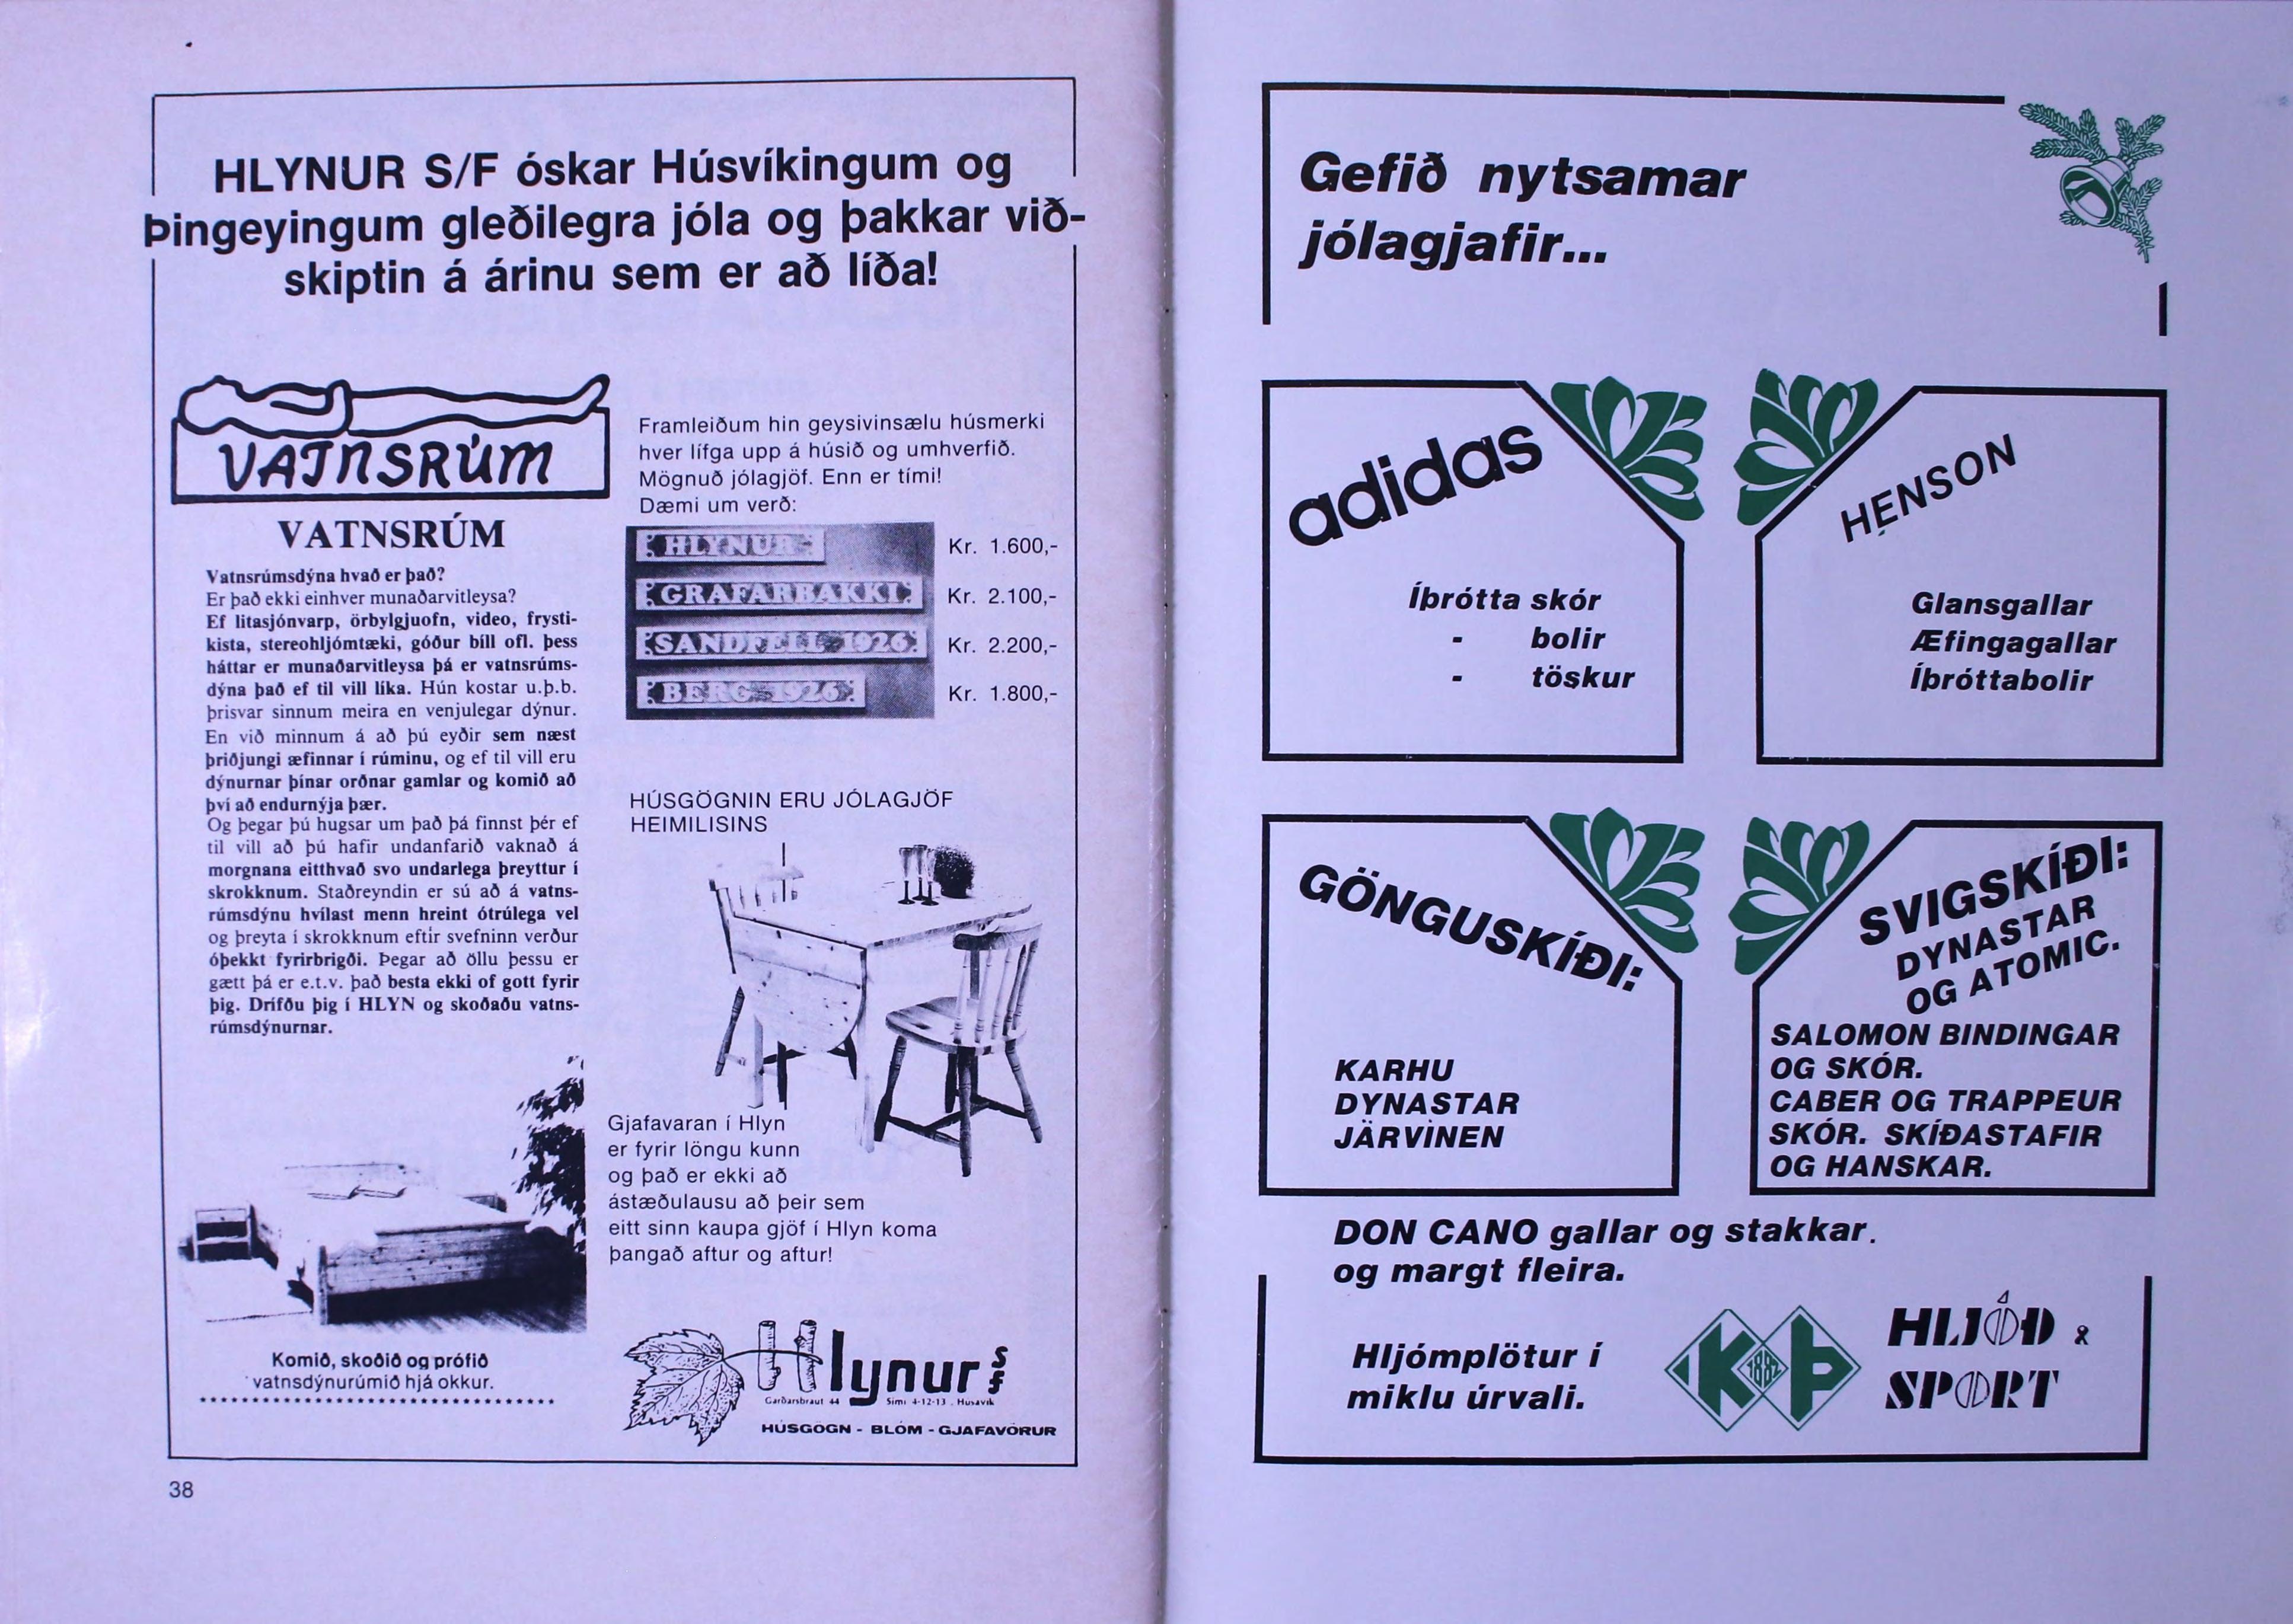 HLYNUR S/F óskar Húsvíkingum og
Þingeyingum gleðilegra jóla og þakkar við-
skiptin á árinu sem er að líða!
VATNSRÚM
VATNSRÚM
Vatnsrúmsdýna hvað er það?
Er það ekki einhver munaðarvitleysa?
Ef litasjónvarp, örbylgjuofn, video, frysti-
kista, stereohljómtæki, góður bíll ofl. þess
háttar er munaðarvitleysa þá er vatnsrúms-
dýna það ef til vill líka. Hún kostar u.þ.b.
þrisvar sinnum meira en venjulegar dýnur.
En við minnum á að þú eyðir sem næst
þriðjungi æfinnar í rúminu, og ef til vill eru
dýnurnar þínar orðnar gamlar og komið að
því að endurnýja þær.
Og þegar þú hugsar um það þá finnst þér ef
til vill að þú hafir undanfarið vaknað á
morgnana eitthvað svo undarlega þreyttur í
skrokknum. Staðreyndin er sú að á vatns-
rúmsdýnu hvílast menn hreint ótrúlega vel
og þreyta í skrokknum eftir svefninn verður
óþekkt fyrirbrigði. Þegar að öllu þessu er
gætt þá er e.t.v. það besta ekki of gott fyrir
þig. Drífðu þig í HLYN og skoðaðu vatns-
rúmsdýnurnar.
Komið, skoðið og prófið
vatnsdýnurúmið hjá okkur.
Framleiðum hin geysivinsælu húsmerki
hver lífga upp á húsið og umhverfið.
Mögnuð jólagjöf. Enn er tími!
Dæmi um verð:
HLYNUR Kr. 1.600,-
GRAFARBAKKI Kr. 2.100,-
SANDFELL 1926 Kr. 2.200,-
BERG 1926 Kr. 1.800,-
HÚSGÖGNIN ERU JÓLAGJÖF
HEIMILISINS
Gjafavaran í Hlyn
er fyrir löngu kunn
og það er ekki að
ástæðulausu að þeir sem
eitt sinn kaupa gjöf í Hlyn koma
þangað aftur og aftur!
Hlynur s/f
Garðarsbraut 44 Sími 4-12-13 . Húsavík
HÚSGÖGN - BLÓM - GJAFAVÖRUR
38
Gefið nytsamar
jólagjafir...
adidas
Íþrótta skór
- bolir
- töskur
HENSON
Glansgallar
Æfingagallar
Íþróttabolir
GÖNGUSKÍÐI:
KARHU
DYNASTAR
JÄRVINEN
SVIGSKÍÐI:
DYNASTAR
OG ATOMIC.
SALOMON BINDINGAR
OG SKÓR.
CABER OG TRAPPEUR
SKÓR. SKÍÐASTAFIR
OG HANSKAR.
DON CANO gallar og stakkar.
og margt fleira.
Hljómplötur í
miklu úrvali.
K 1882 Þ
HLJÓÐ &
SPORT